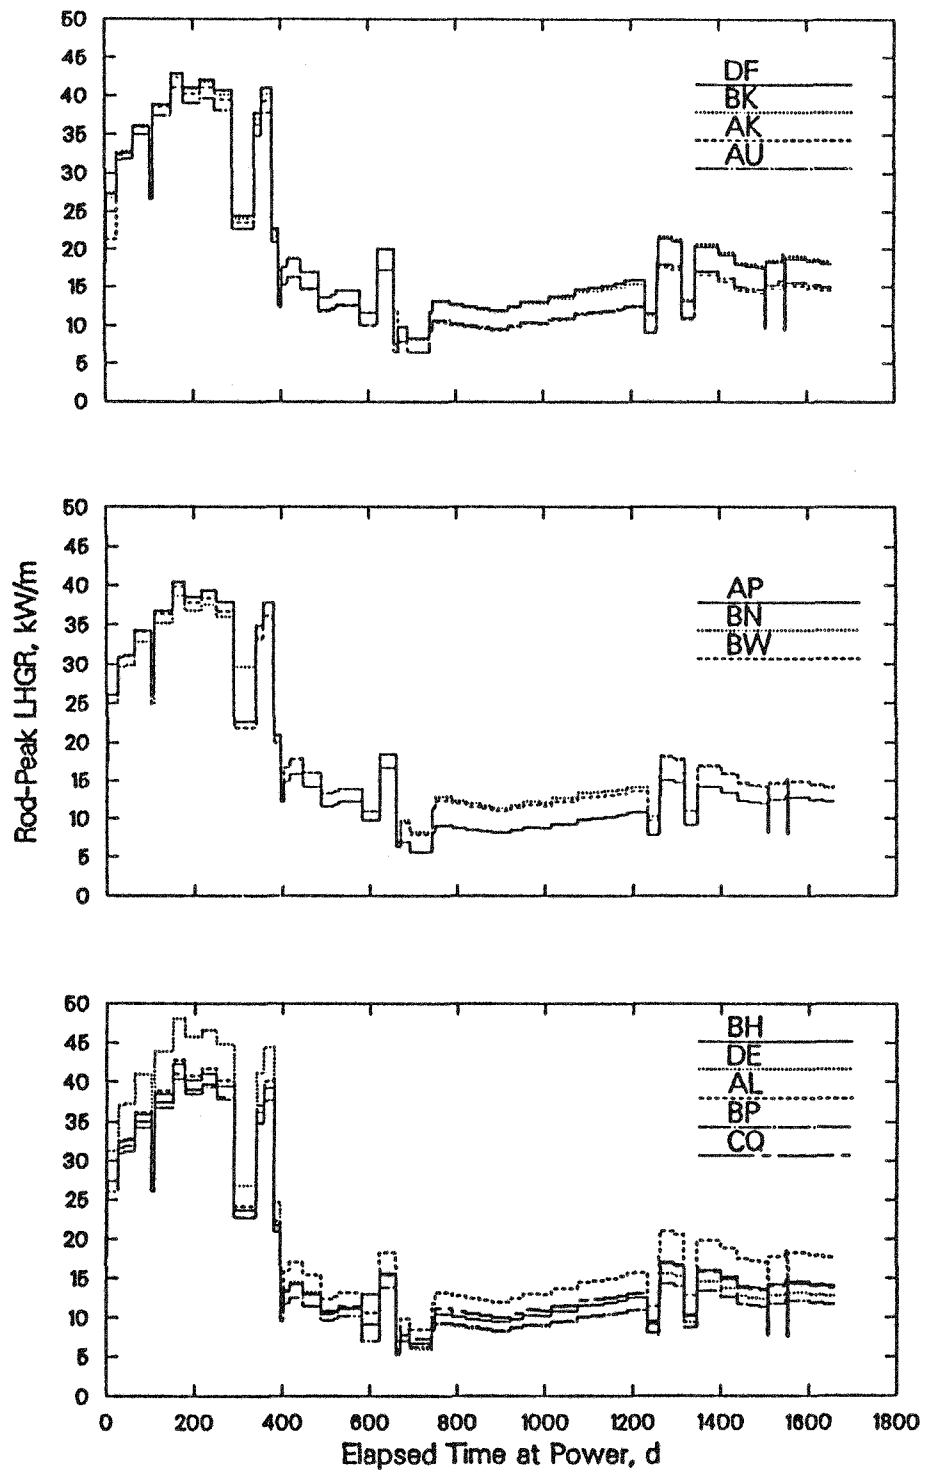 50
45
40
35
30
25
20
15
10
5
0
DF
BK
AK
AU
Rod-Peak LHGR, kW/m
50
45
40
35
30
25
20
15
10
5
0
AP
BN
BW
50
45
40
35
30
25
20
15
10
5
0
BH
DE
AL
BP
CQ
0 200 400 600 800 1000 1200 1400 1600 1800
Elapsed Time at Power, d